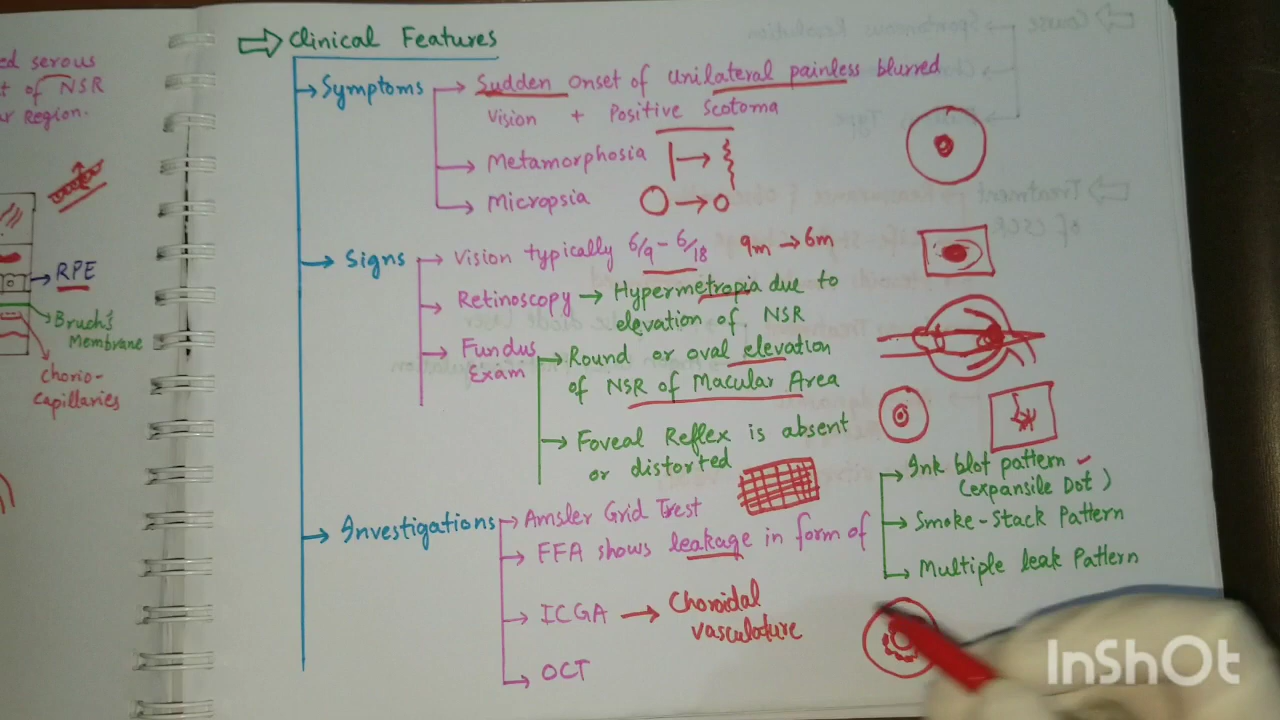 ed serous
t of NSR
r Region.
RPE
Bruch's
Membrane
Chorio-
Capillaries
Clinical Features
Symptoms
Sudden onset of unilateral painless blurred
Vision + Positive Scotoma
Metamorphosia
Micropsia
Signs
Vision typically 6/9 - 6/18 9m → 6m
Retinoscopy → Hypermetropia due to
elevation of NSR
Fundus
Exam
Round or oval elevation
of NSR of Macular Area
Foveal Reflex is absent
or distorted
Investigations
Amsler Grid Trest
FFA shows leakage in form of
Ink blot pattern
(expansile Dot)
Smoke-Stack Pattern
Multiple leak Pattern
ICGA → Choroidal
vasculature
OCT
InShOt